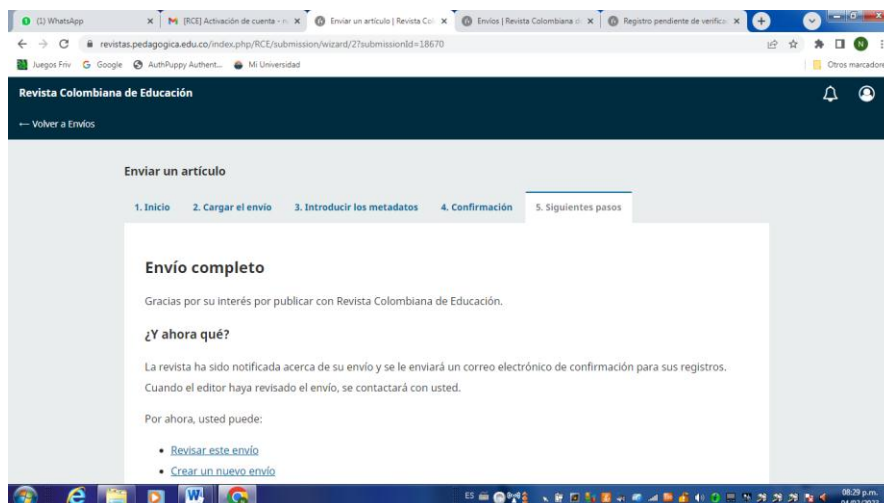 (1) WhatsApp
[RCE] Activación de cuenta - 
Enviar un artículo | Revista Col
Envíos | Revista Colombiana d
Registro pendiente de verifica
revistas.pedagogica.edu.co/index.php/RCE/submission/wizard/2?submissionId=18670
Juegos Friv
Google
AuthPuppy Authent...
Mi Universidad
Otros marcadore
Revista Colombiana de Educación
← Volver a Envíos
Enviar un artículo
1. Inicio
2. Cargar el envío
3. Introducir los metadatos
4. Confirmación
5. Siguientes pasos
Envío completo
Gracias por su interés por publicar con Revista Colombiana de Educación.
¿Y ahora qué?
La revista ha sido notificada acerca de su envío y se le enviará un correo electrónico de confirmación para sus registros.
Cuando el editor haya revisado el envío, se contactará con usted.
Por ahora, usted puede:
• Revisar este envío
• Crear un nuevo envío
ES
08:29 p.m.